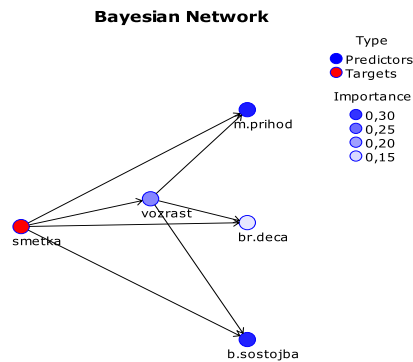 Bayesian Network
Type
Predictors
Targets
Importance
0,30
0,25
0,20
0,15
m.prihod
vozrast
br.deca
smetka
b.sostojba